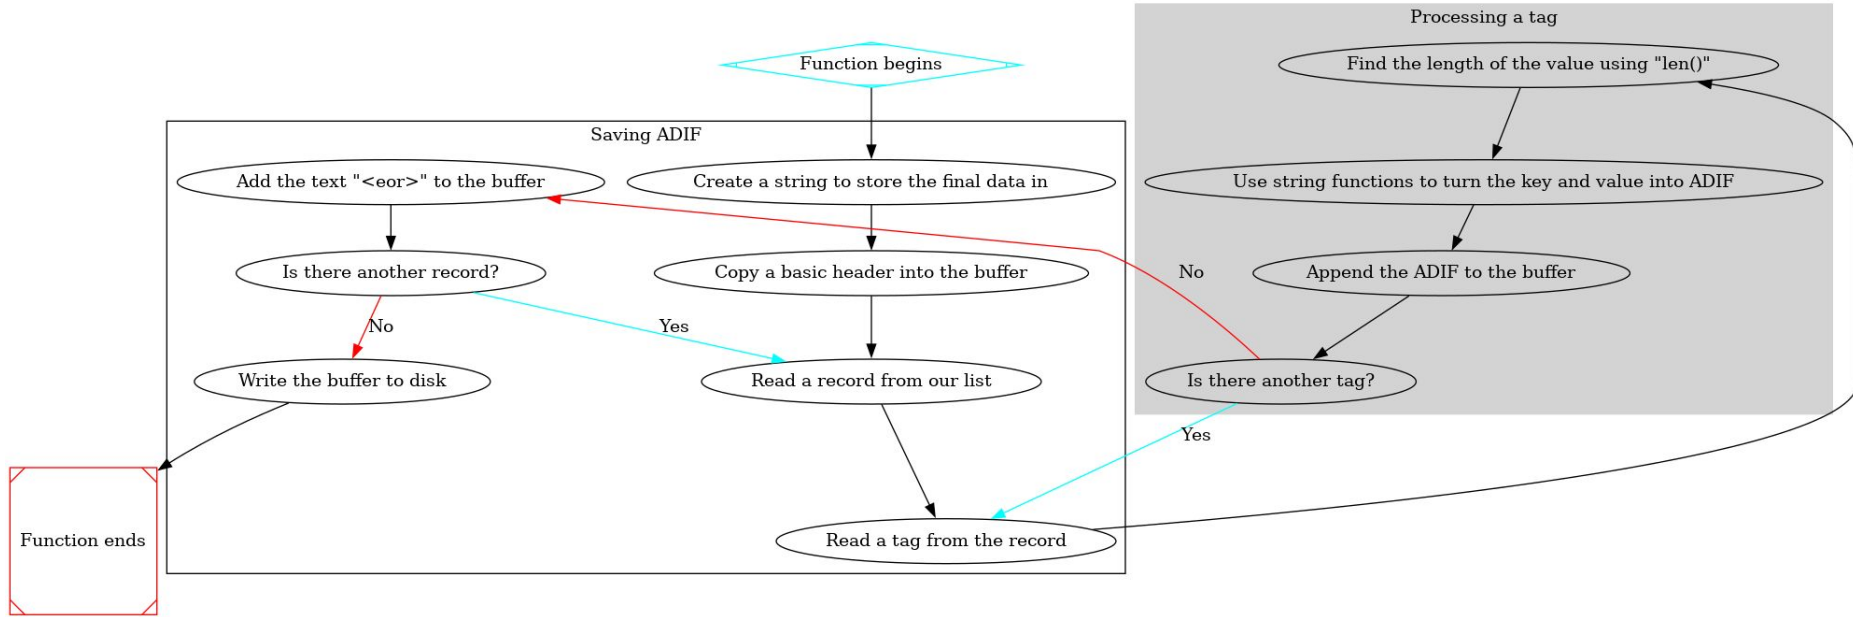 Processing a tag
Function begins
Find the length of the value using "len()"
Saving ADIF
Add the text "<eor>" to the buffer
Create a string to store the final data in
Use string functions to turn the key and value into ADIF
Is there another record?
Copy a basic header into the buffer
No
Append the ADIF to the buffer
No
Yes
Write the buffer to disk
Read a record from our list
Is there another tag?
Yes
Function ends
Read a tag from the record